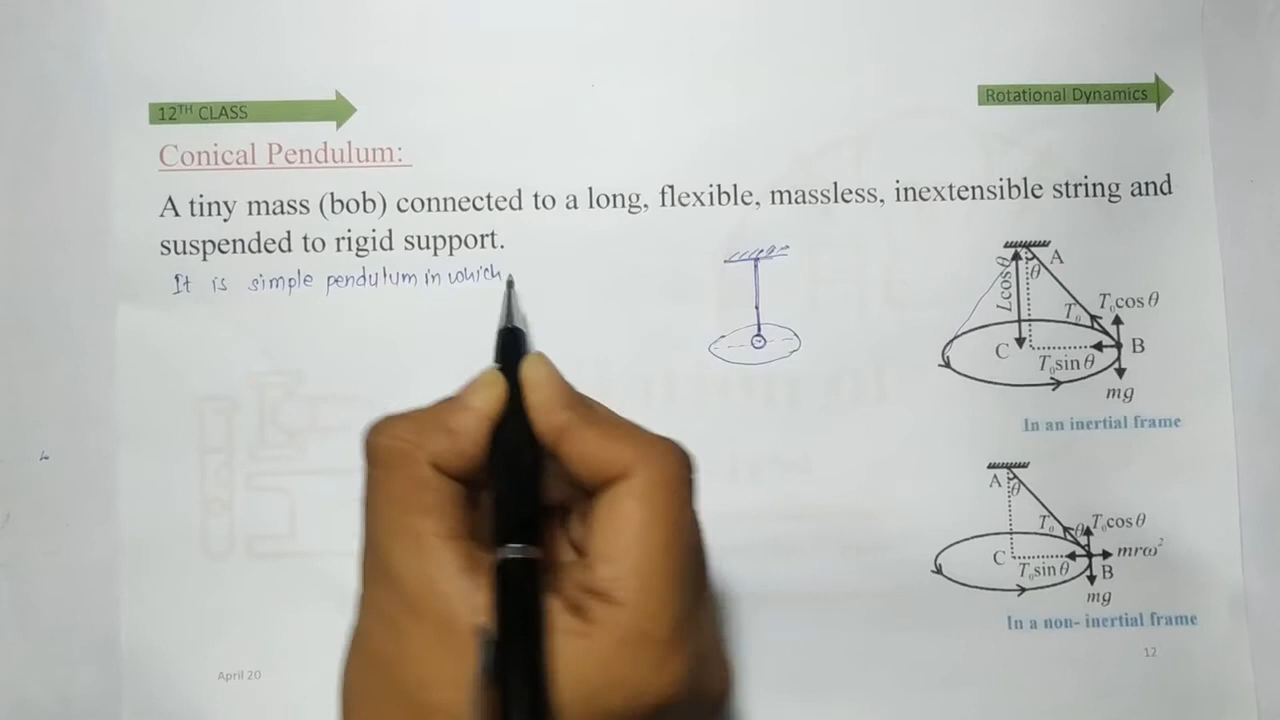 12TH CLASS
Rotational Dynamics
Conical Pendulum:
A tiny mass (bob) connected to a long, flexible, massless, inextensible string and
suspended to rigid support.
It is simple pendulum in which
A
θ
Lcosθ
T₀
T₀cosθ
C
B
T₀sinθ
mg
In an inertial frame
A
θ
T₀
θ
T₀cosθ
C
mrω²
T₀sinθ
B
mg
In a non- inertial frame
12
April 20